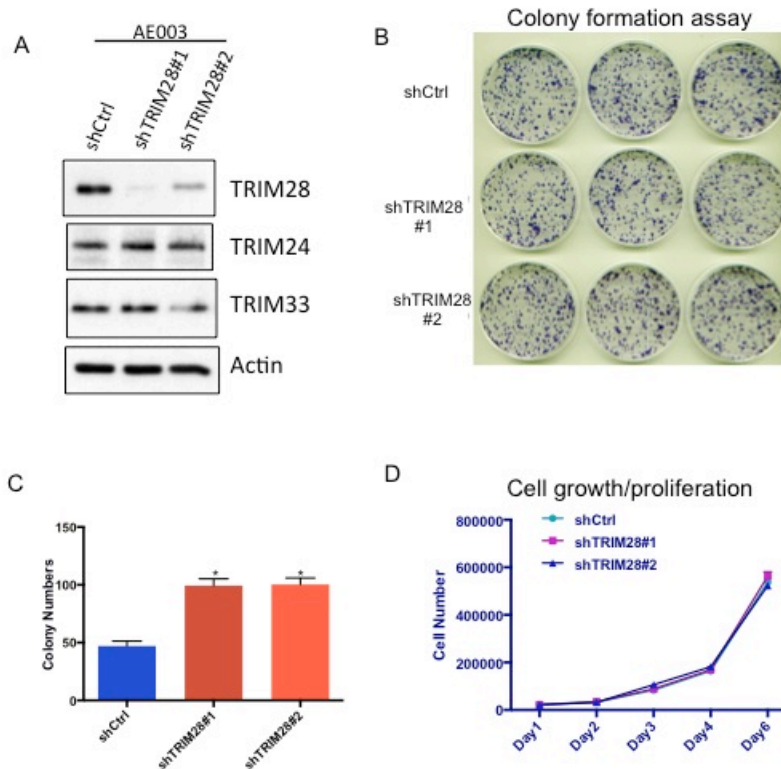 A
AE003
shCtrl
shTRIM28#1
shTRIM28#2
TRIM28
TRIM24
TRIM33
Actin
B
Colony formation assay
shCtrl
shTRIM28
#1
shTRIM28
#2
C
150
100
50
0
Colony Numbers
*
*
shCtrl
shTRIM28#1
shTRIM28#2
D
Cell growth/proliferation
shCtrl
shTRIM28#1
shTRIM28#2
800000
600000
400000
200000
0
Cell Number
Day1
Day2
Day3
Day4
Day6